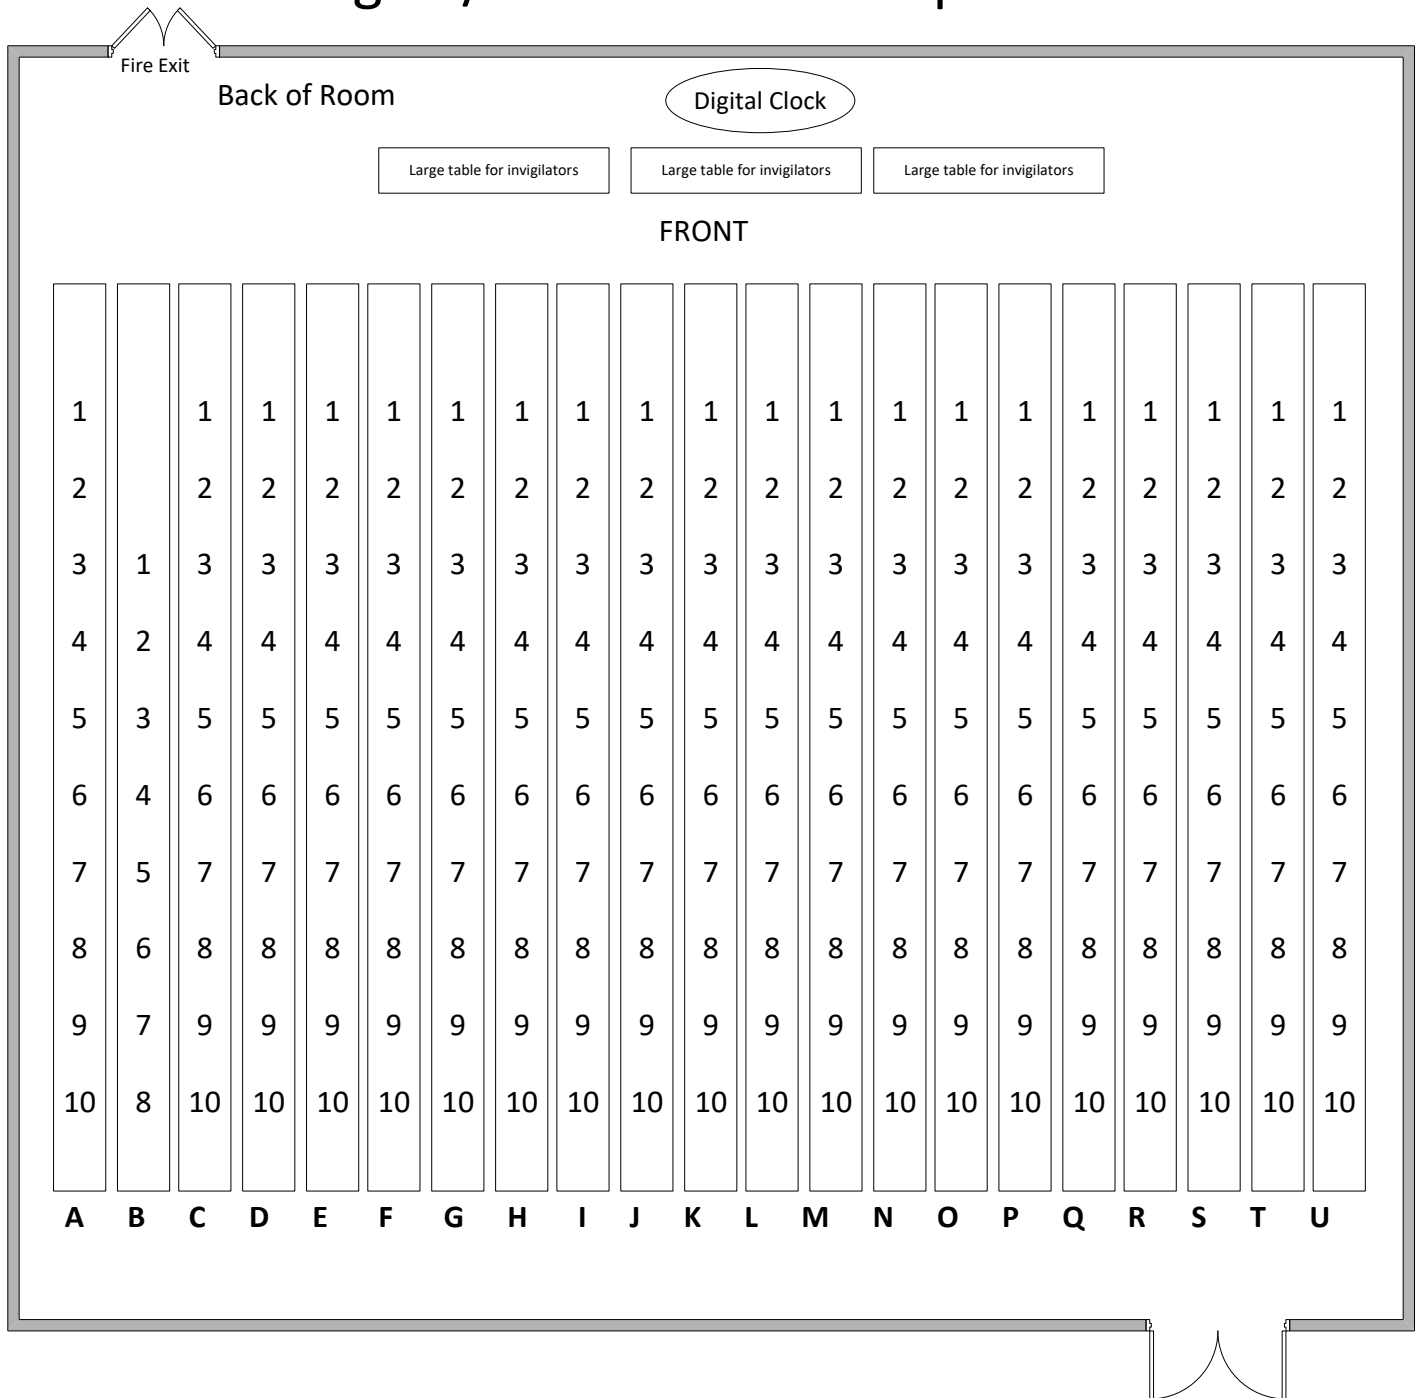 Fire Exit
Back of Room
Digital Clock
Large table for invigilators Large table for invigilators Large table for invigilators
FRONT
1 1 1 1 1 1 1 1 1 1 1 1 1 1 1 1 1 1 1 1
2 2 2 2 2 2 2 2 2 2 2 2 2 2 2 2 2 2 2 2
3 1 3 3 3 3 3 3 3 3 3 3 3 3 3 3 3 3 3 3 3
4 2 4 4 4 4 4 4 4 4 4 4 4 4 4 4 4 4 4 4 4
5 3 5 5 5 5 5 5 5 5 5 5 5 5 5 5 5 5 5 5 5
6 4 6 6 6 6 6 6 6 6 6 6 6 6 6 6 6 6 6 6 6
7 5 7 7 7 7 7 7 7 7 7 7 7 7 7 7 7 7 7 7 7
8 6 8 8 8 8 8 8 8 8 8 8 8 8 8 8 8 8 8 8 8
9 7 9 9 9 9 9 9 9 9 9 9 9 9 9 9 9 9 9 9 9
10 8 10 10 10 10 10 10 10 10 10 10 10 10 10 10 10 10 10 10 10
A B C D E F G H I J K L M N O P Q R S T U